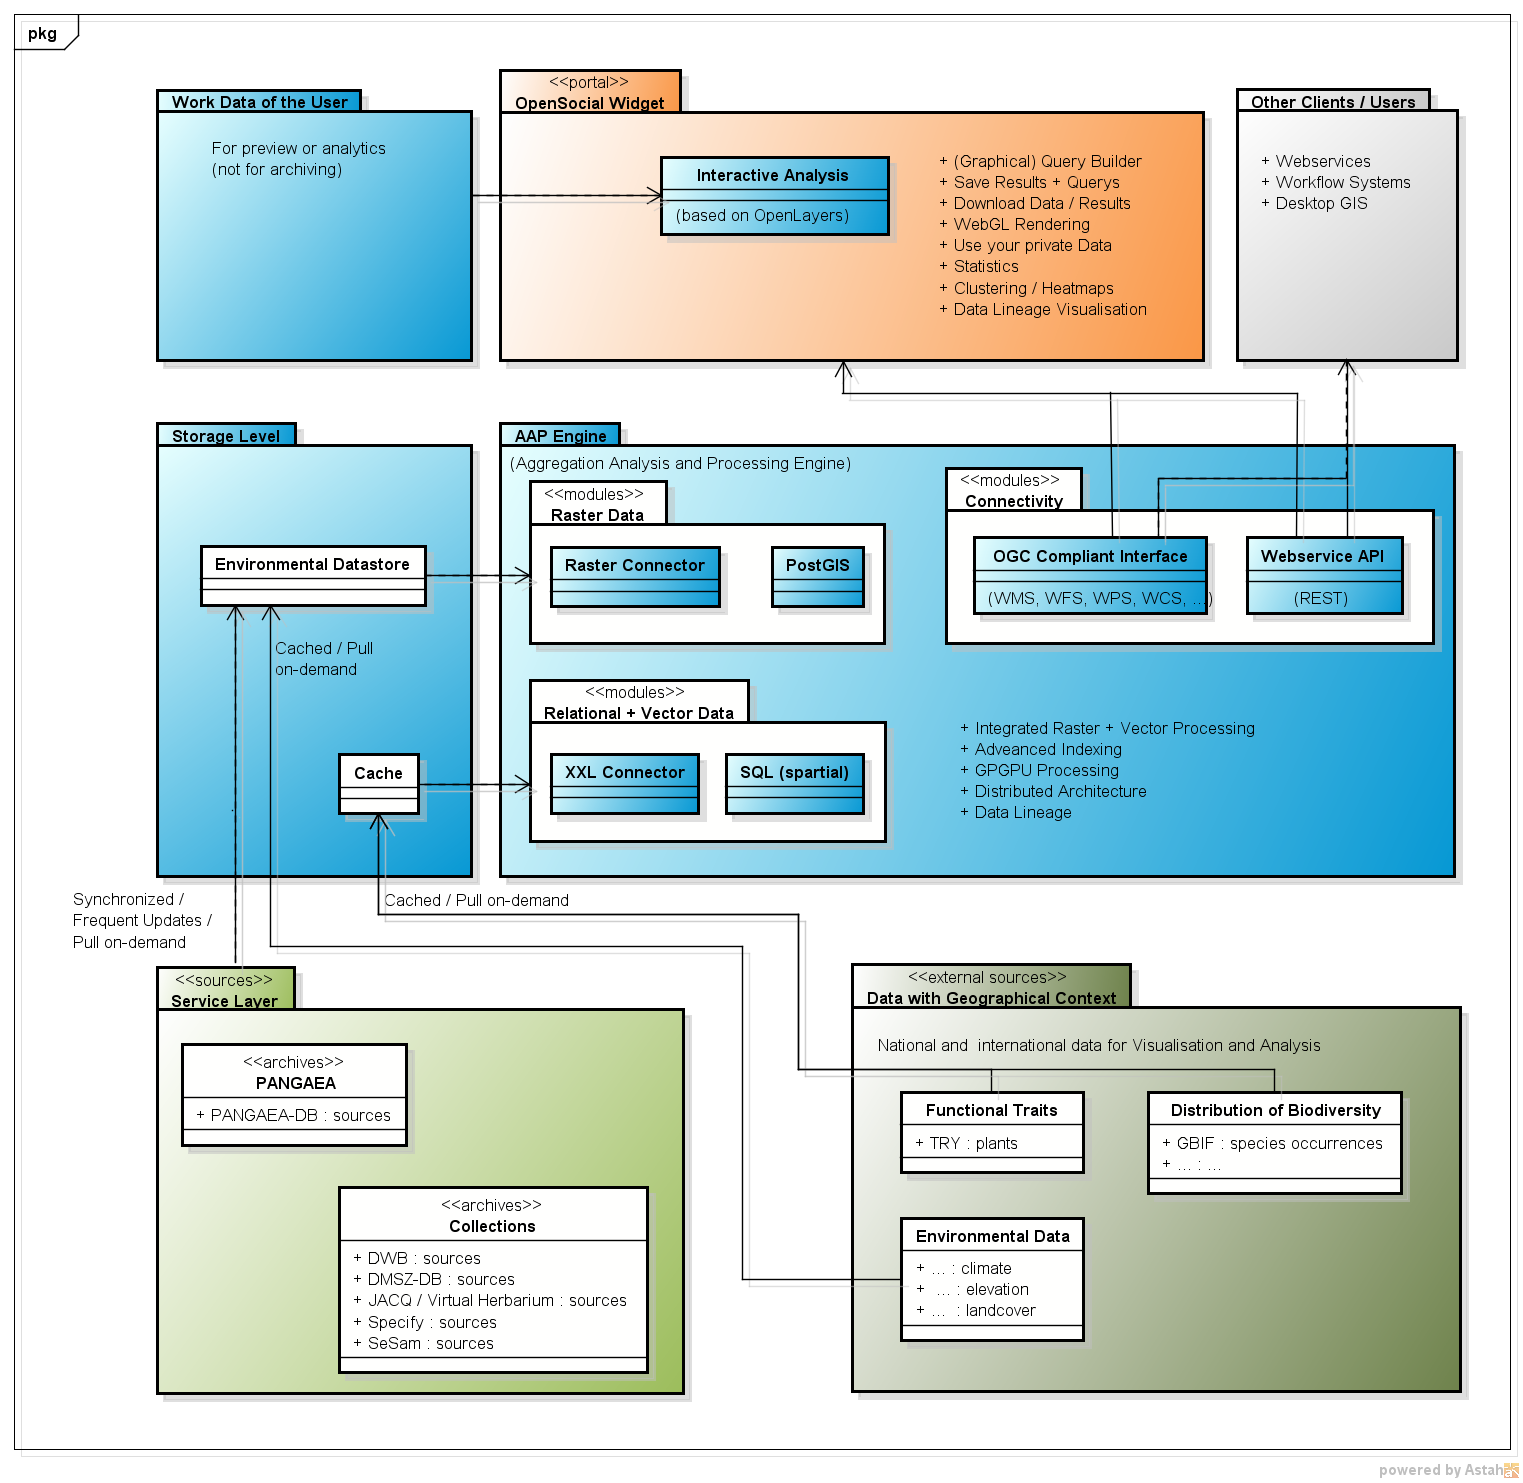 pkg
Work Data of the User
For preview or analytics
(not for archiving)
<<portal>>
OpenSocial Widget
Interactive Analysis
(based on OpenLayers)
+ (Graphical) Query Builder
+ Save Results + Querys
+ Download Data / Results
+ WebGL Rendering
+ Use your private Data
+ Statistics
+ Clustering / Heatmaps
+ Data Lineage Visualisation
Other Clients / Users
+ Webservices
+ Workflow Systems
+ Desktop GIS
Storage Level
Environmental Datastore
Cached / Pull
on-demand
Cache
AAP Engine
(Aggregation Analysis and Processing Engine)
<<modules>>
Raster Data
Raster Connector
PostGIS
<<modules>>
Connectivity
OGC Compliant Interface
(WMS, WFS, WPS, WCS, ...)
Webservice API
(REST)
<<modules>>
Relational + Vector Data
XXL Connector
SQL (spartial)
+ Integrated Raster + Vector Processing
+ Adveanced Indexing
+ GPGPU Processing
+ Distributed Architecture
+ Data Lineage
Synchronized /
Frequent Updates /
Pull on-demand
Cached / Pull on-demand
<<sources>>
Service Layer
<<archives>>
PANGAEA
+ PANGAEA-DB : sources
<<archives>>
Collections
+ DWB : sources
+ DMSZ-DB : sources
+ JACQ / Virtual Herbarium : sources
+ Specify : sources
+ SeSam : sources
<<external sources>>
Data with Geographical Context
National and  international data for Visualisation and Analysis
Functional Traits
+ TRY : plants
Distribution of Biodiversity
+ GBIF : species occurrences
+ ... : ...
Environmental Data
+ ... : climate
+  ... : elevation
+ ...  : landcover
powered by Astah